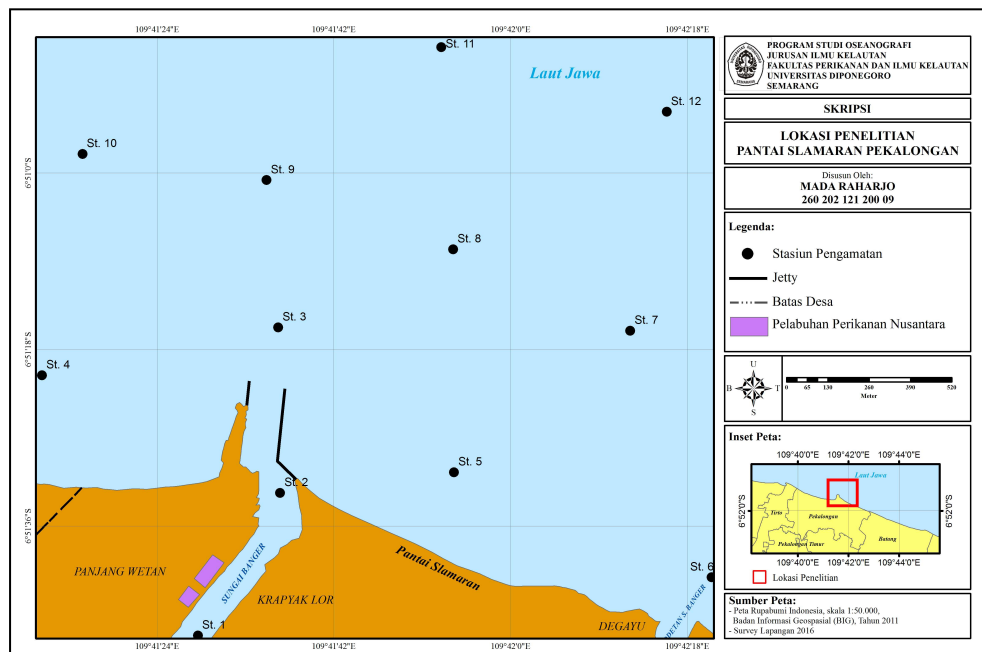 109°41'24"E
109°41'42"E
109°42'0"E
109°42'18"E
6°51'0"S
6°51'18"S
6°51'36"S
St. 11
Laut Jawa
St. 12
St. 10
St. 9
St. 8
St. 3
St. 7
St. 4
St. 5
St. 2
Pantai Slamaran
St. 6
PANJANG WETAN
SUNGAI BANGER
KRAPYAK LOR
DEGAYU
DETAN S. BANGER
St. 1
109°41'24"E
109°41'42"E
109°42'0"E
109°42'18"E
PROGRAM STUDI OSEANOGRAFI
JURUSAN ILMU KELAUTAN
FAKULTAS PERIKANAN DAN ILMU KELAUTAN
UNIVERSITAS DIPONEGORO
SEMARANG
SKRIPSI
LOKASI PENELITIAN
PANTAI SLAMARAN PEKALONGAN
Disusun Oleh:
MADA RAHARJO
260 202 121 200 09
Legenda:
Stasiun Pengamatan
Jetty
Batas Desa
Pelabuhan Perikanan Nusantara
U
B T
S
0 65 130 260 390 520
Meter
Inset Peta:
109°40'0"E 109°42'0"E 109°44'0"E
Laut Jawa
6°52'0"S
6°52'0"S
Tirto
Pekalongan
Pekalongan Timur
Batang
109°40'0"E 109°42'0"E 109°44'0"E
Lokasi Penelitian
Sumber Peta:
- Peta Rupabumi Indonesia, skala 1:50.000,
Badan Informasi Geospasial (BIG), Tahun 2011
- Survey Lapangan 2016